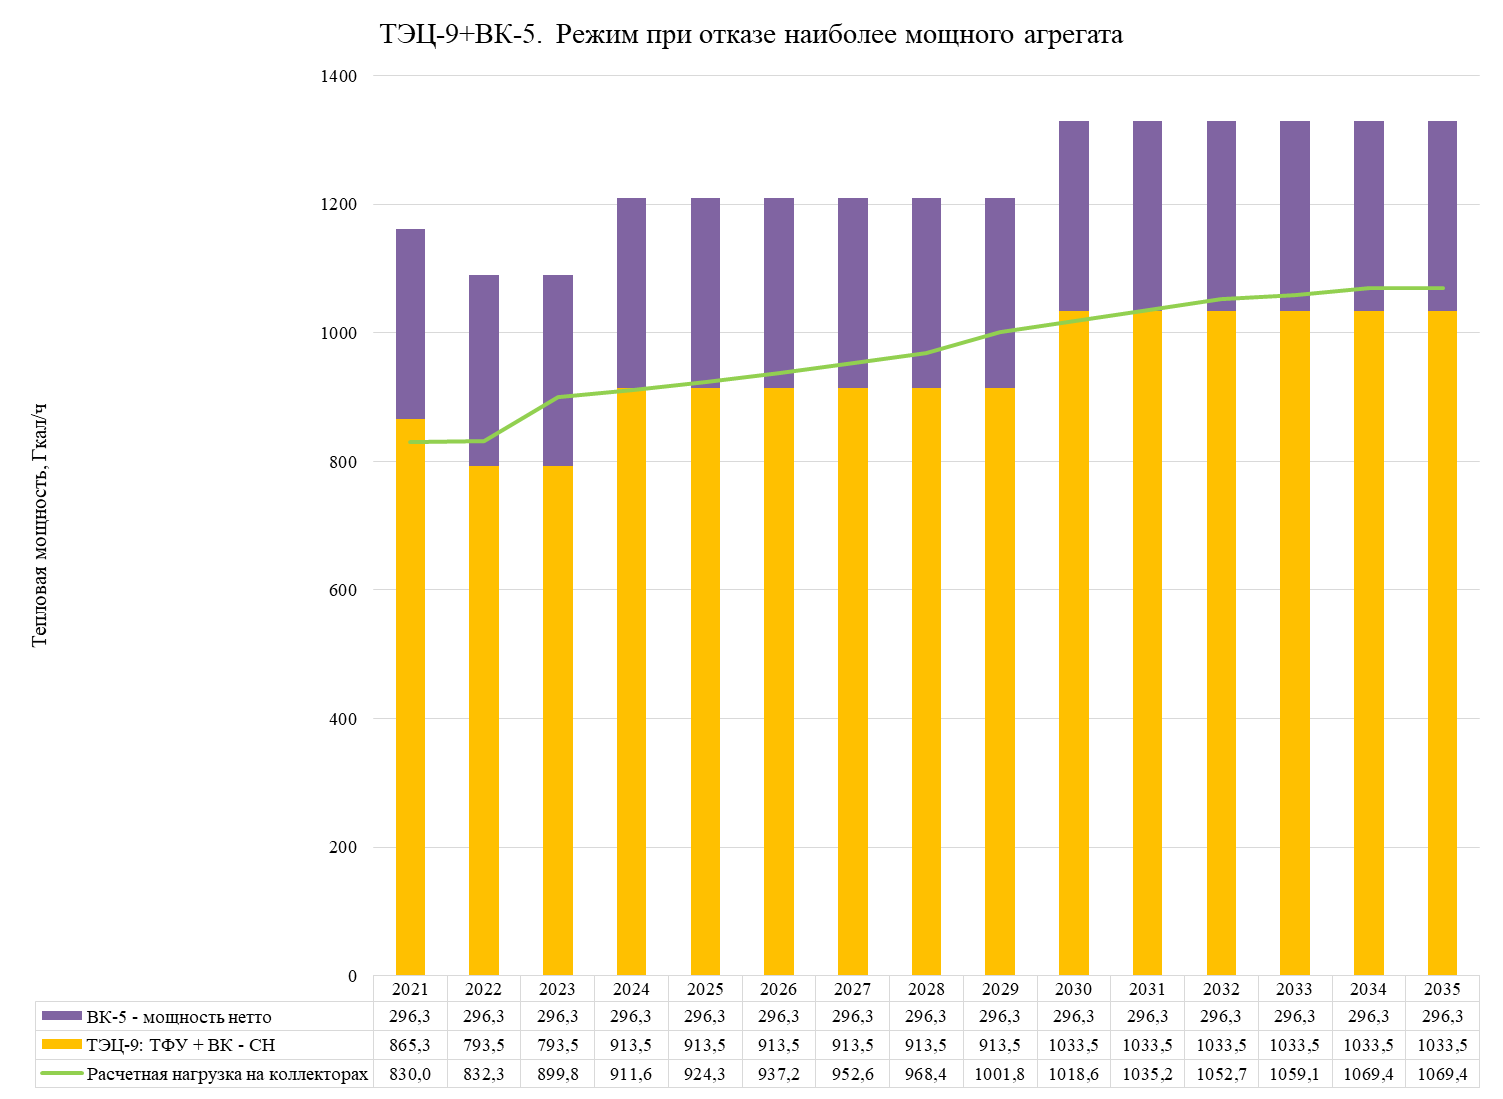 ТЭЦ-9+ВК-5. Режим при отказе наиболее мощного агрегата
Тепловая мощность, Гкал/ч
1400
1200
1000
800
600
400
200
0
2021 2022 2023 2024 2025 2026 2027 2028 2029 2030 2031 2032 2033 2034 2035
ВК-5 - мощность нетто 296,3 296,3 296,3 296,3 296,3 296,3 296,3 296,3 296,3 296,3 296,3 296,3 296,3 296,3 296,3
ТЭЦ-9: ТФУ + ВК - СН 865,3 793,5 793,5 913,5 913,5 913,5 913,5 913,5 913,5 1033,5 1033,5 1033,5 1033,5 1033,5 1033,5
Расчетная нагрузка на коллекторах 830,0 832,3 899,8 911,6 924,3 937,2 952,6 968,4 1001,8 1018,6 1035,2 1052,7 1059,1 1069,4 1069,4